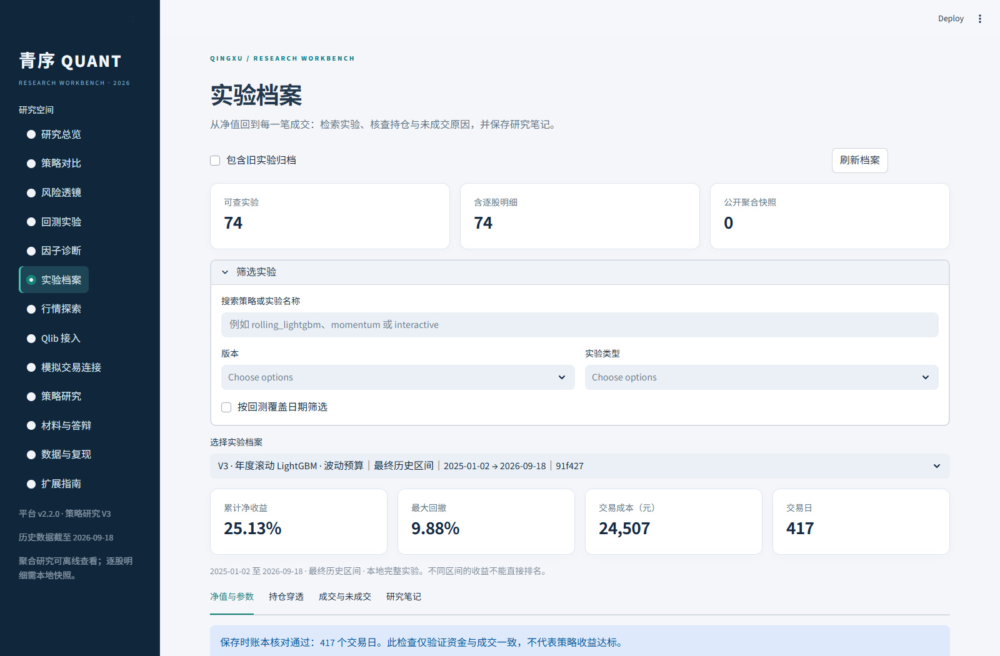 Deploy
青序 QUANT
RESEARCH WORKBENCH · 2026
研究空间
研究总览
策略对比
风险透镜
回测实验
因子诊断
实验档案
行情探索
Qlib 接入
模拟交易连接
策略研究
材料与答辩
数据与复现
扩展指南
平台 v2.2.0 · 策略研究 V3
历史数据截至 2026-09-18
聚合研究可离线查看；逐股明
细需本地快照。
QINGXU / RESEARCH WORKBENCH
实验档案
从净值回到每一笔成交：检索实验、核查持仓与未成交原因，并保存研究笔记。
包含旧实验归档
刷新档案
可查实验
74
含逐股明细
74
公开聚合快照
0
筛选实验
搜索策略或实验名称
例如 rolling_lightgbm、momentum 或 interactive
版本
实验类型
Choose options
Choose options
按回测覆盖日期筛选
选择实验档案
V3 · 年度滚动 LightGBM · 波动预算｜最终历史区间｜2025-01-02 → 2026-09-18｜91f427
累计净收益
25.13%
最大回撤
9.88%
交易成本（元）
24,507
交易日
417
2025-01-02 至 2026-09-18 · 最终历史区间 · 本地完整实验。不同区间的收益不能直接排名。
净值与参数
持仓穿透
成交与未成交
研究笔记
保存时账本核对通过：417 个交易日。此检查仅验证资金与成交一致，不代表策略收益达标。